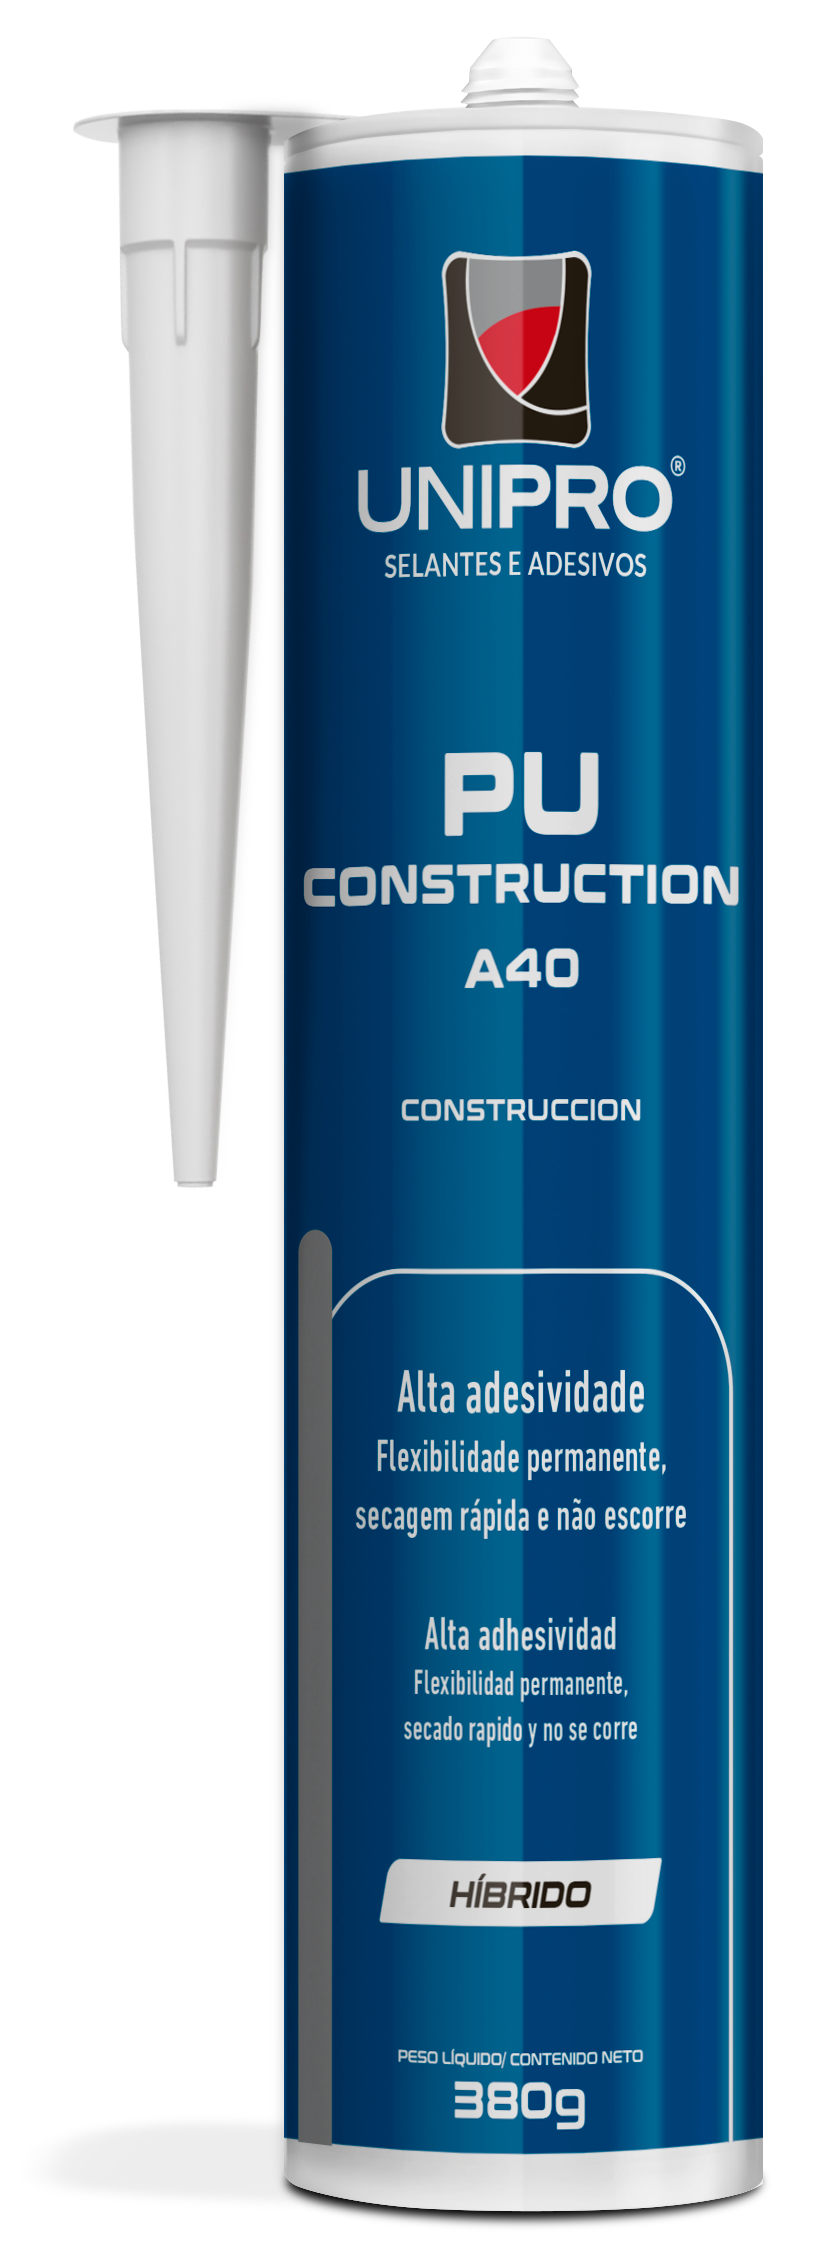 UNIPRO®
SELANTES E ADESIVOS
PU
CONSTRUCTION
A40
CONSTRUCCION
Alta adesividade
Flexibilidade permanente,
secagem rápida e não escorre
Alta adhesividad
Flexibilidad permanente,
secado rapido y no se corre
HÍBRIDO
PESO LÍQUIDO/ CONTENIDO NETO
380g